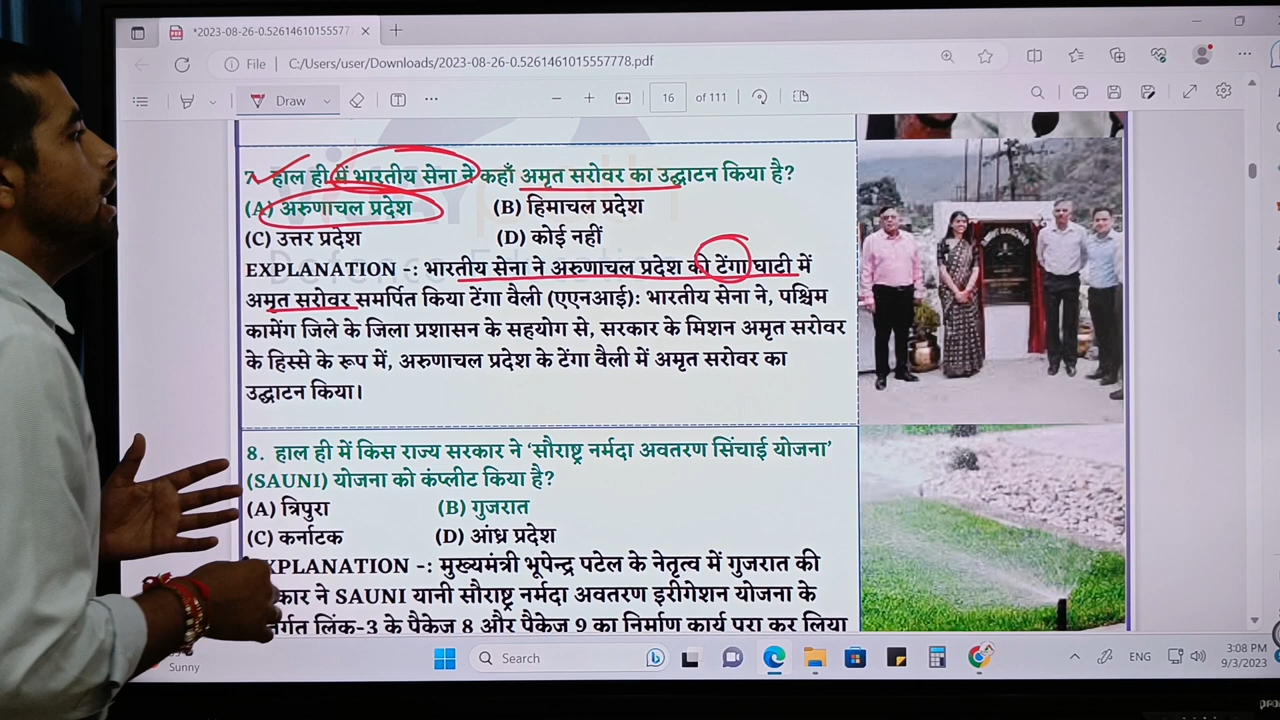 *2023-08-26-0.52614610155577
File
C:/Users/user/Downloads/2023-08-26-0.5261461015557778.pdf
Draw
16 of 111
7. हाल ही में भारतीय सेना ने कहाँ अमृत सरोवर का उद्घाटन किया है?
(A) अरुणाचल प्रदेश (B) हिमाचल प्रदेश
(C) उत्तर प्रदेश (D) कोई नहीं
EXPLANATION -: भारतीय सेना ने अरुणाचल प्रदेश की टेंगा घाटी में
अमृत सरोवर समर्पित किया टेंगा वैली (एएनआई): भारतीय सेना ने, पश्चिम
कामेंग जिले के जिला प्रशासन के सहयोग से, सरकार के मिशन अमृत सरोवर
के हिस्से के रूप में, अरुणाचल प्रदेश के टेंगा वैली में अमृत सरोवर का
उद्घाटन किया।
8. हाल ही में किस राज्य सरकार ने ‘सौराष्ट्र नर्मदा अवतरण सिंचाई योजना’
(SAUNI) योजना को कंप्लीट किया है?
(A) त्रिपुरा (B) गुजरात
(C) कर्नाटक (D) आंध्र प्रदेश
XPLANATION -: मुख्यमंत्री भूपेन्द्र पटेल के नेतृत्व में गुजरात की
कार ने SAUNI यानी सौराष्ट्र नर्मदा अवतरण इरीगेशन योजना के
र्गत लिंक-3 के पैकेज 8 और पैकेज 9 का निर्माण कार्य पूरा कर लिया
Sunny
Search
ENG
3:08 PM
9/3/2023